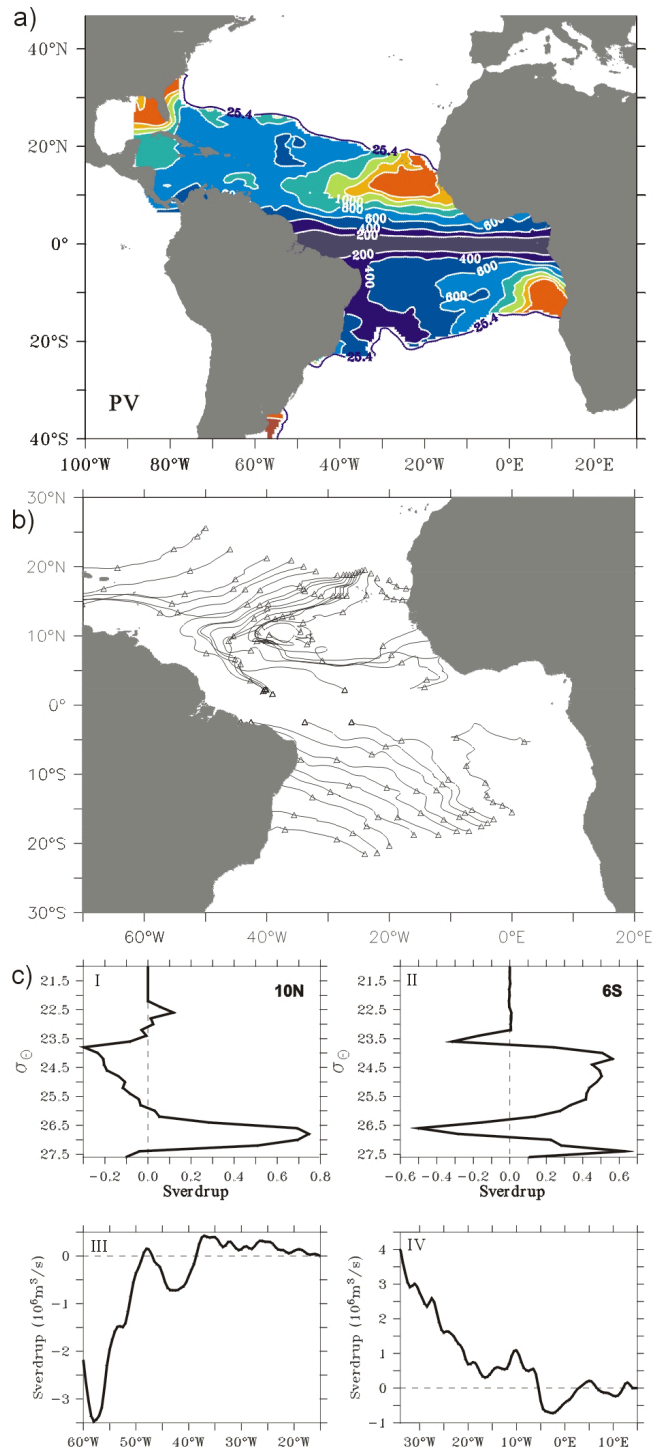 a)
40°N
20°N
0°
20°S
40°S
25.4
25.4
1000
800
600
600
400
200
200
400
600
400
600
25.4
25.4
PV
100°W 80°W 60°W 40°W 20°W 0°E 20°E
b)
30°N
20°N
10°N
0°
10°S
20°S
30°S
60°W 40°W 20°W 0°E 20°E
c)
I 10N
21.5
22.5
23.5
24.5
25.5
26.5
27.5
σΘ
−0.2 0.0 0.2 0.4 0.6 0.8
Sverdrup
II 6S
21.5
22.5
23.5
24.5
25.5
26.5
27.5
σΘ
−0.6 −0.4 −0.2 0.0 0.2 0.4 0.6
Sverdrup
III
0
−1
−2
−3
Sverdrup (10⁶m³/s)
60°W 50°W 40°W 30°W 20°W
IV
4
3
2
1
0
−1
Sverdrup (10⁶m³/s)
30°W 20°W 10°W 0°E 10°E